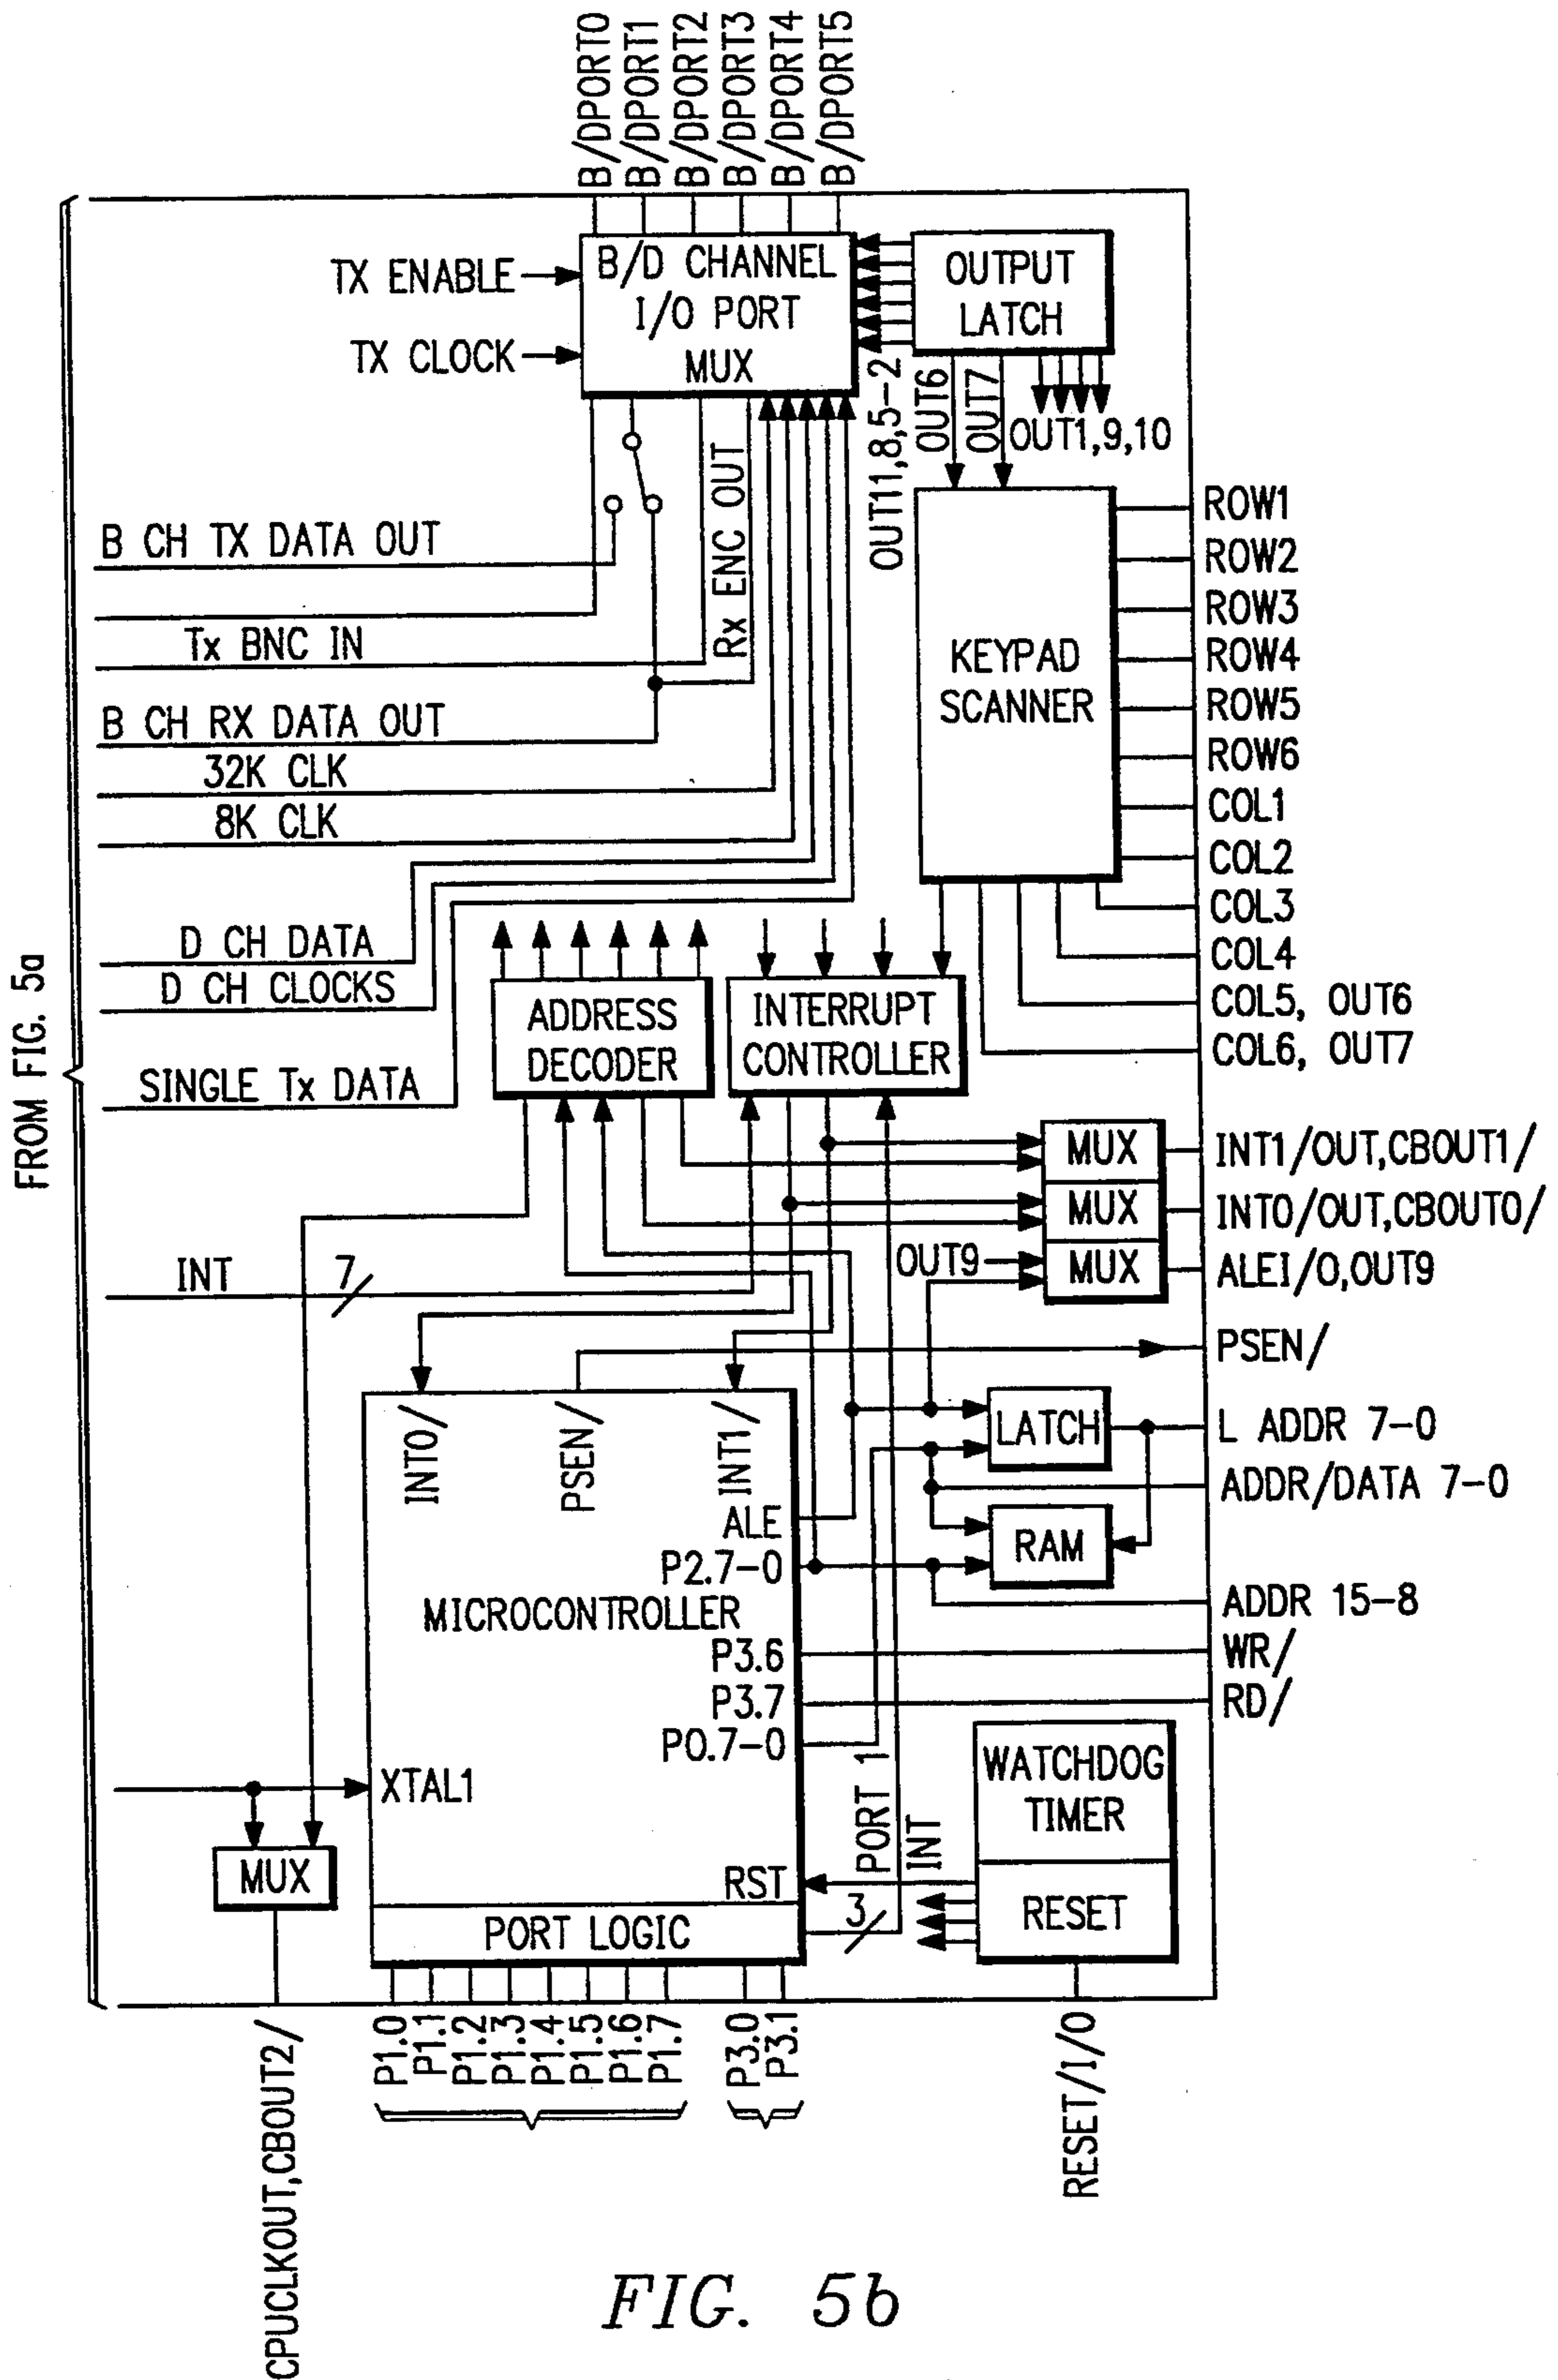 B/DPORT0
B/DPORT1
B/DPORT2
B/DPORT3
B/DPORT4
B/DPORT5
TX ENABLE
TX CLOCK
B/D CHANNEL
I/O PORT
MUX
OUTPUT
LATCH
OUT11,8,5-2
OUT6
OUT7
OUT1,9,10
B CH TX DATA OUT
Tx BNC IN
Rx ENC OUT
B CH RX DATA OUT
32K CLK
8K CLK
D CH DATA
D CH CLOCKS
SINGLE Tx DATA
KEYPAD
SCANNER
ROW1
ROW2
ROW3
ROW4
ROW5
ROW6
COL1
COL2
COL3
COL4
COL5, OUT6
COL6, OUT7
FROM FIG. 5a
ADDRESS
DECODER
INTERRUPT
CONTROLLER
MUX
INT1/OUT,CBOUT1/
MUX
INT0/OUT,CBOUT0/
OUT9
MUX
ALEI/O,OUT9
INT
7
PSEN/
INT0/
PSEN/
INT1/
LATCH
L ADDR 7-0
ADDR/DATA 7-0
ALE
RAM
P2.7-0
MICROCONTROLLER
ADDR 15-8
P3.6
WR/
P3.7
RD/
P0.7-0
XTAL1
PORT 1
INT
WATCHDOG
TIMER
MUX
RST
RESET
PORT LOGIC
3
P1.0
P1.1
P1.2
P1.3
P1.4
P1.5
P1.6
P1.7
P3.0
P3.1
CPUCLKOUT,CBOUT2/
RESET/I/O
FIG. 5b